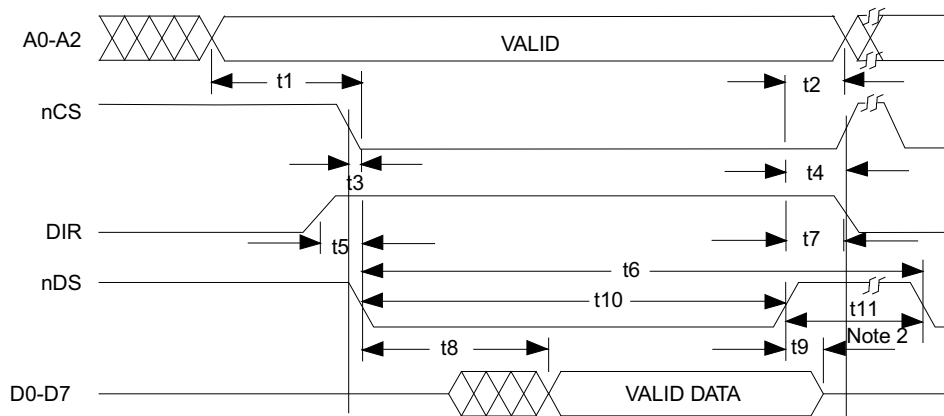 A0-A2
VALID
t1
t2
nCS
t3
t4
DIR
t5
t7
t6
nDS
t10
t11
Note 2
t8
t9
D0-D7
VALID DATA